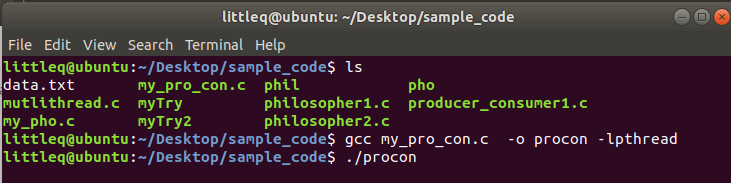 littleq@ubuntu: ~/Desktop/sample_code
File Edit View Search Terminal Help
littleq@ubuntu:~/Desktop/sample_code$ ls
data.txt my_pro_con.c phil pho
mutlithread.c myTry philosopher1.c producer_consumer1.c
my_pho.c myTry2 philosopher2.c
littleq@ubuntu:~/Desktop/sample_code$ gcc my_pro_con.c -o procon -lpthread
littleq@ubuntu:~/Desktop/sample_code$ ./procon